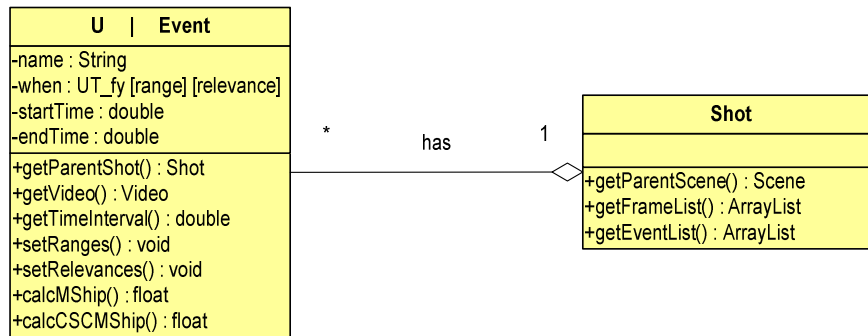 U | Event
-name : String
-when : UT_fy [range] [relevance]
-startTime : double
-endTime : double
+getParentShot() : Shot
+getVideo() : Video
+getTimeInterval() : double
+setRanges() : void
+setRelevances() : void
+calcMShip() : float
+calcCSCMShip() : float
*
has
1
Shot
+getParentScene() : Scene
+getFrameList() : ArrayList
+getEventList() : ArrayList